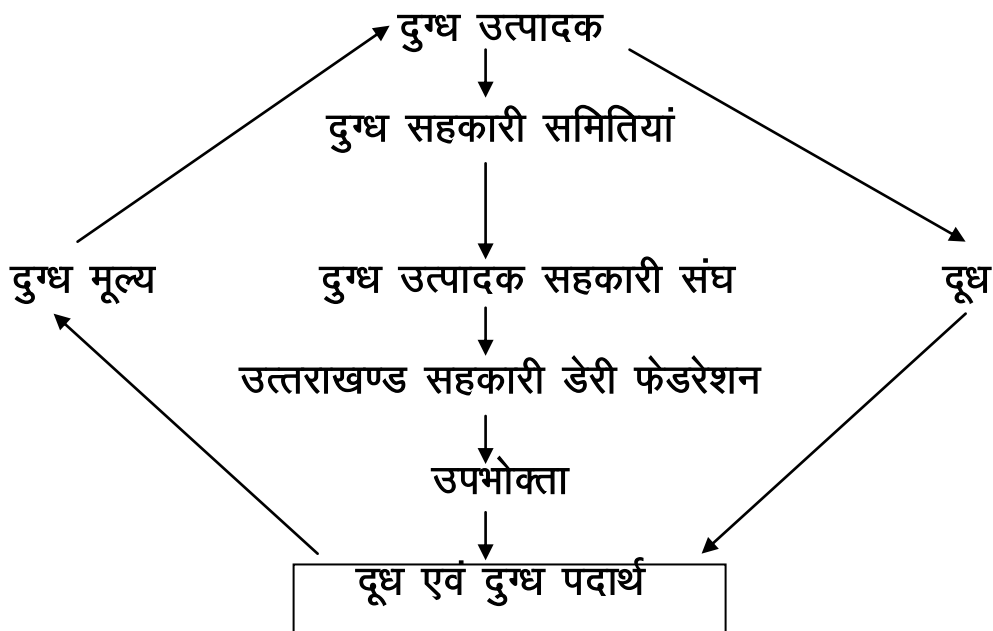 दुग्ध उत्पादक
दुग्ध सहकारी समितियां
दुग्ध मूल्य
दुग्ध उत्पादक सहकारी संघ
दूध
उत्तराखण्ड सहकारी डेरी फेडरेशन
उपभोक्ता
दूध एवं दुग्ध पदार्थ